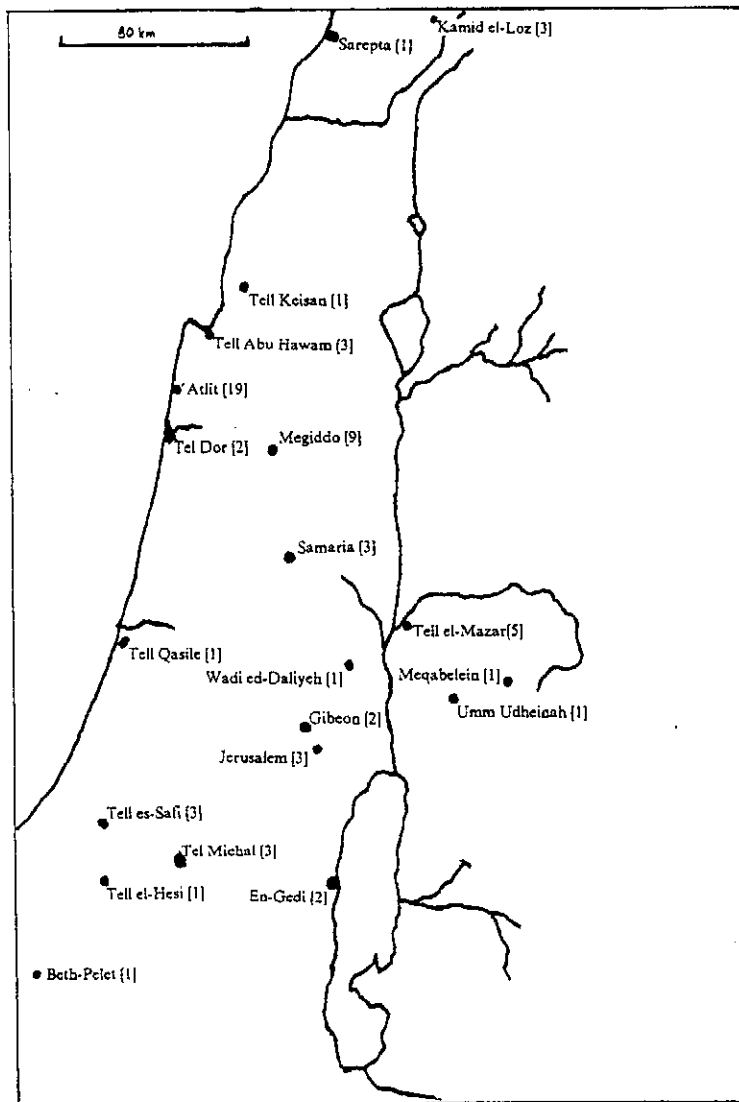 80 km
Kamid el-Loz [3]
Sarepta [1]
Tell Keisan [1]
Tell Abu Hawam [3]
'Atlit [19]
Tel Dor [2]
Megiddo [9]
Samaria [3]
Tell el-Mazar[5]
Tell Qasile [1]
Wadi ed-Daliyeh [1]
Meqabelein [1]
Umm Udheinah [1]
Gibeon [2]
Jerusalem [3]
Tell es-Safi [3]
Tel Michal [3]
Tell el-Hesi [1]
En-Gedi [2]
Beth-Pelet [1]